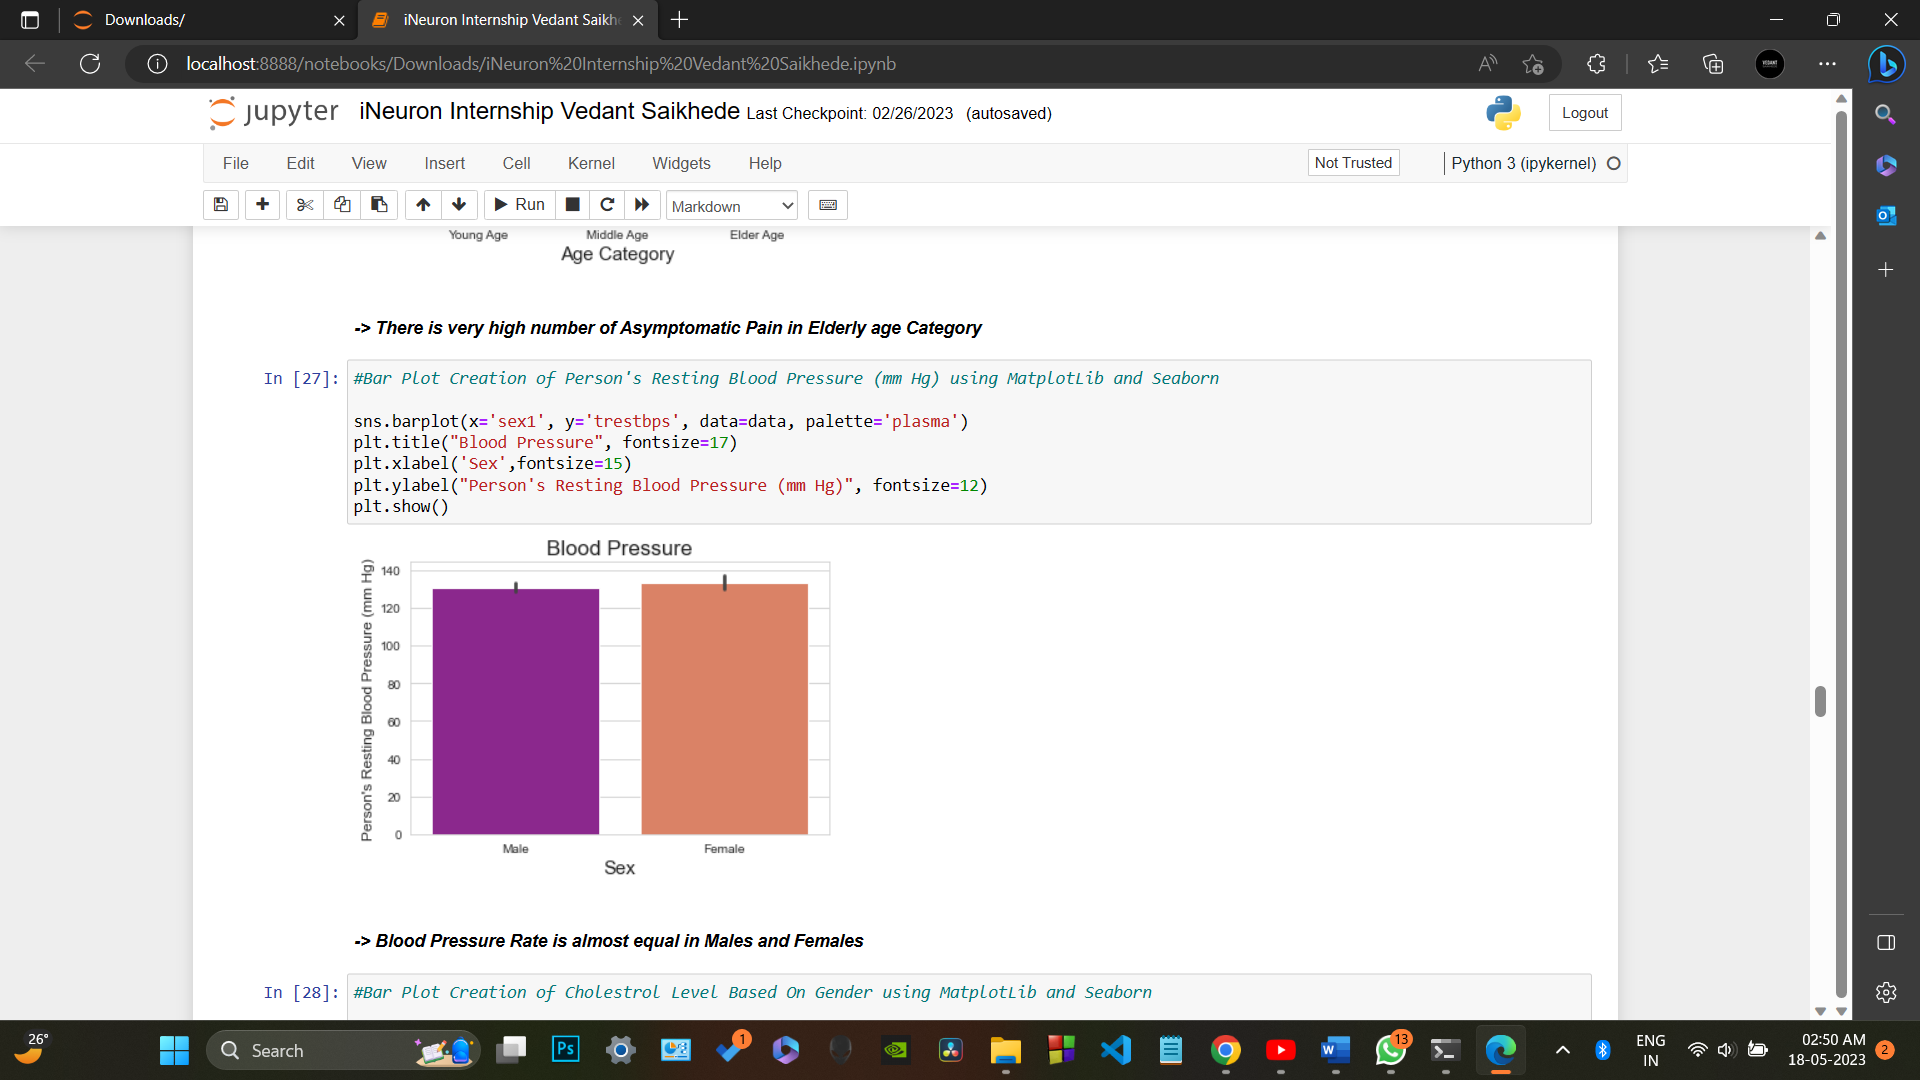 Downloads/
iNeuron Internship Vedant Saikh
localhost:8888/notebooks/Downloads/iNeuron%20Internship%20Vedant%20Saikhede.ipynb
jupyter iNeuron Internship Vedant Saikhede Last Checkpoint: 02/26/2023 (autosaved)
Logout
File Edit View Insert Cell Kernel Widgets Help
Not Trusted
Python 3 (ipykernel)
Run
Markdown
Young Age Middle Age Elder Age
Age Category
-> There is very high number of Asymptomatic Pain in Elderly age Category
In [27]: #Bar Plot Creation of Person's Resting Blood Pressure (mm Hg) using MatplotLib and Seaborn
sns.barplot(x='sex1', y='trestbps', data=data, palette='plasma')
plt.title("Blood Pressure", fontsize=17)
plt.xlabel('Sex',fontsize=15)
plt.ylabel("Person's Resting Blood Pressure (mm Hg)", fontsize=12)
plt.show()
Blood Pressure
Person's Resting Blood Pressure (mm Hg)
140
120
100
80
60
40
20
0
Male Female
Sex
-> Blood Pressure Rate is almost equal in Males and Females
In [28]: #Bar Plot Creation of Cholestrol Level Based On Gender using MatplotLib and Seaborn
26°
Search
Ps
1
13
ENG
IN
02:50 AM
18-05-2023
2